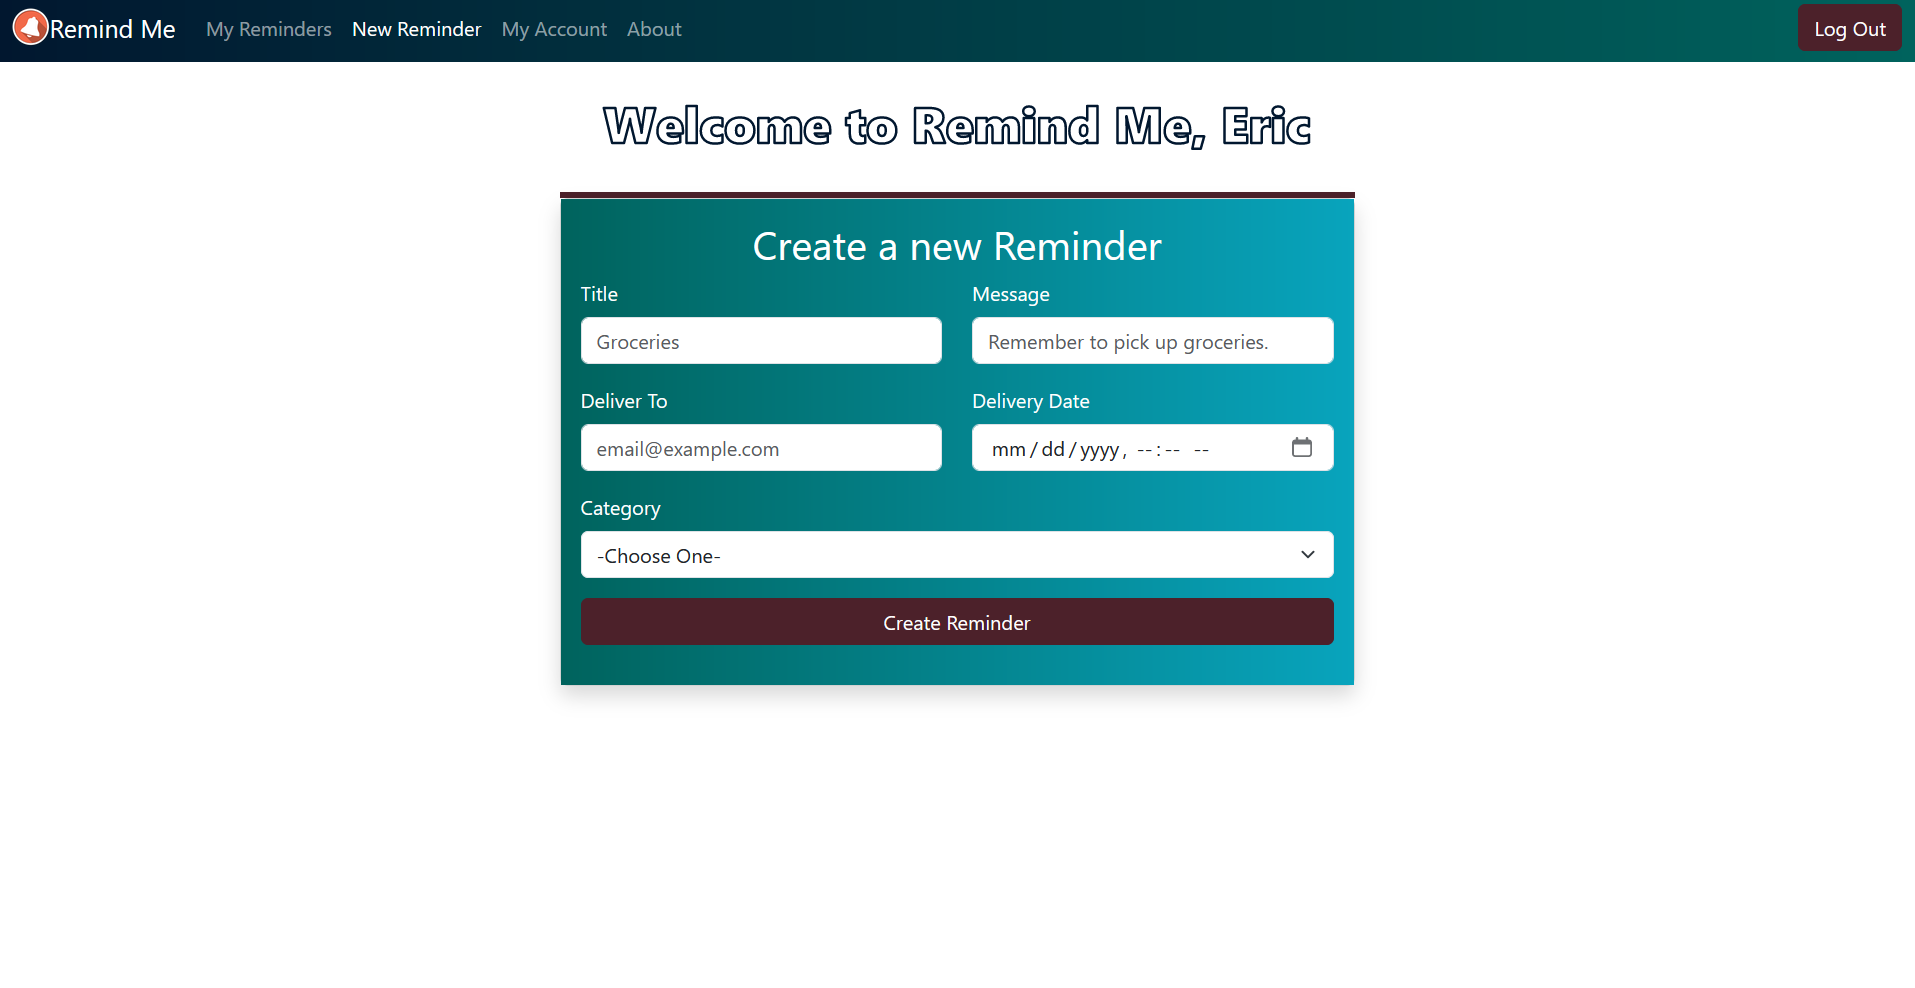 Remind Me My Reminders New Reminder My Account About Log Out
Welcome to Remind Me, Eric
Create a new Reminder
Title Message
Groceries Remember to pick up groceries.
Deliver To Delivery Date
email@example.com mm/dd/yyyy, --:-- --
Category
-Choose One-
Create Reminder